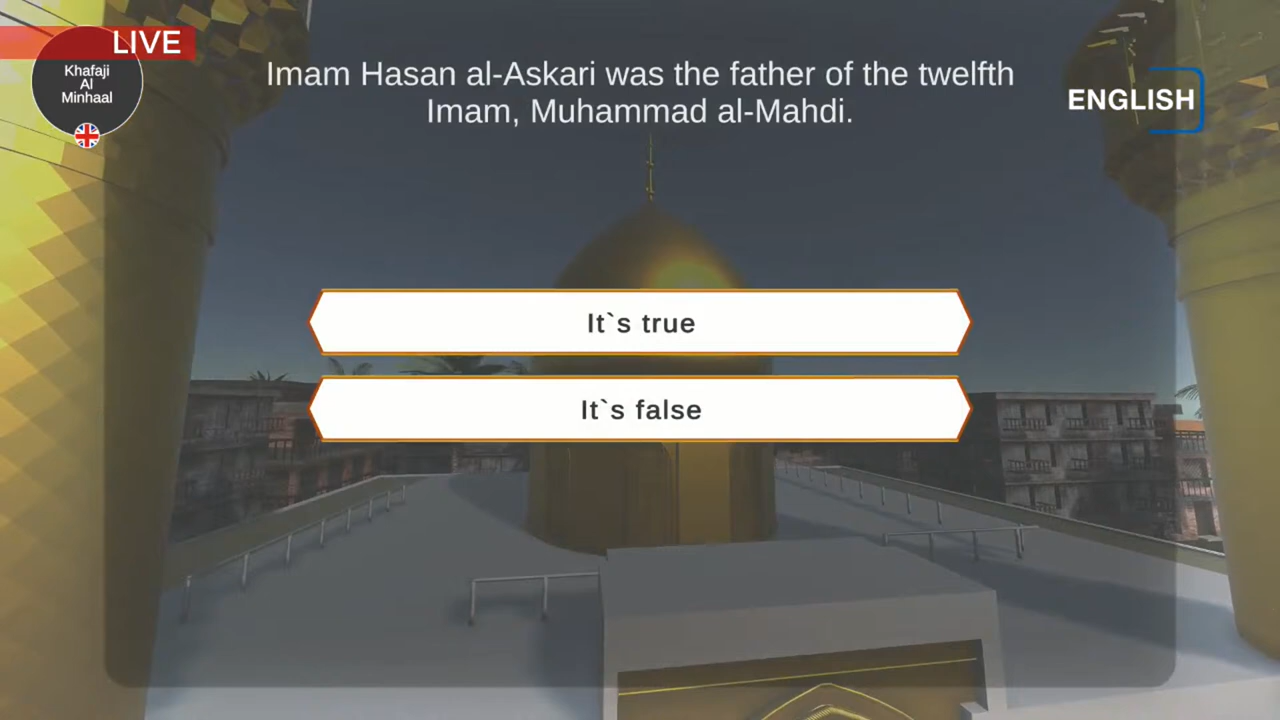 LIVE
Khafaji
Al
Minhaal
Imam Hasan al-Askari was the father of the twelfth
Imam, Muhammad al-Mahdi.
ENGLISH
It`s true
It`s false